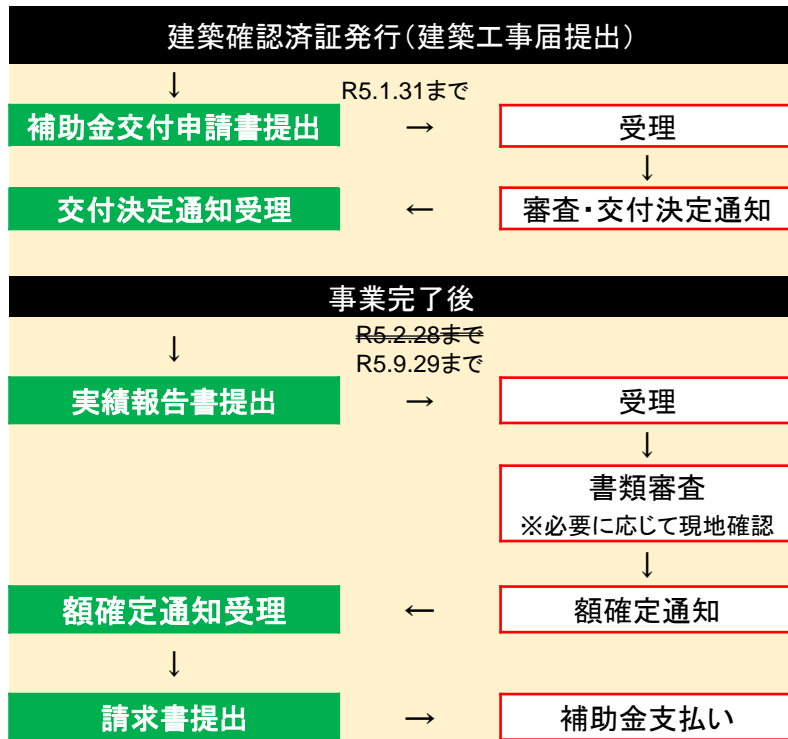 建築確認済証発行（建築工事届提出）
↓ R5.1.31まで
補助金交付申請書提出 → 受理
↓
交付決定通知受理 ← 審査・交付決定通知
事業完了後
R5.2.28まで
↓ R5.9.29まで
実績報告書提出 → 受理
↓
書類審査
※必要に応じて現地確認
↓
額確定通知受理 ← 額確定通知
↓
請求書提出 → 補助金支払い